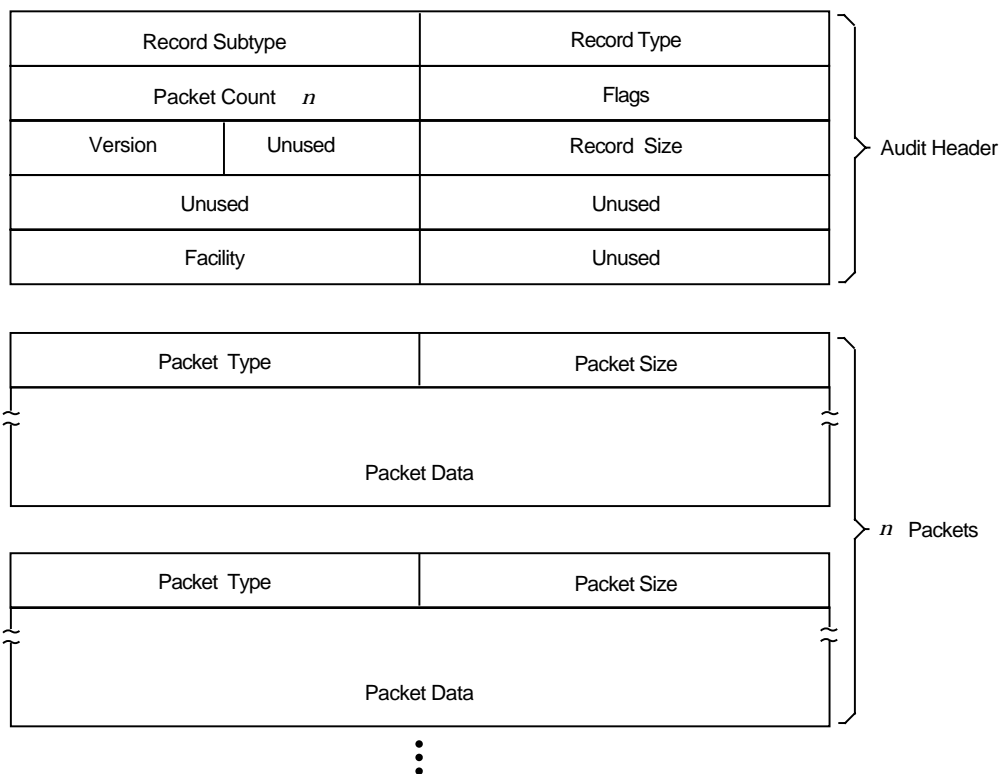 Record Subtype Record Type
Packet Count n Flags
Version Unused Record Size
Audit Header
Unused Unused
Facility Unused
Packet Type Packet Size
Packet Data
n Packets
Packet Type Packet Size
Packet Data